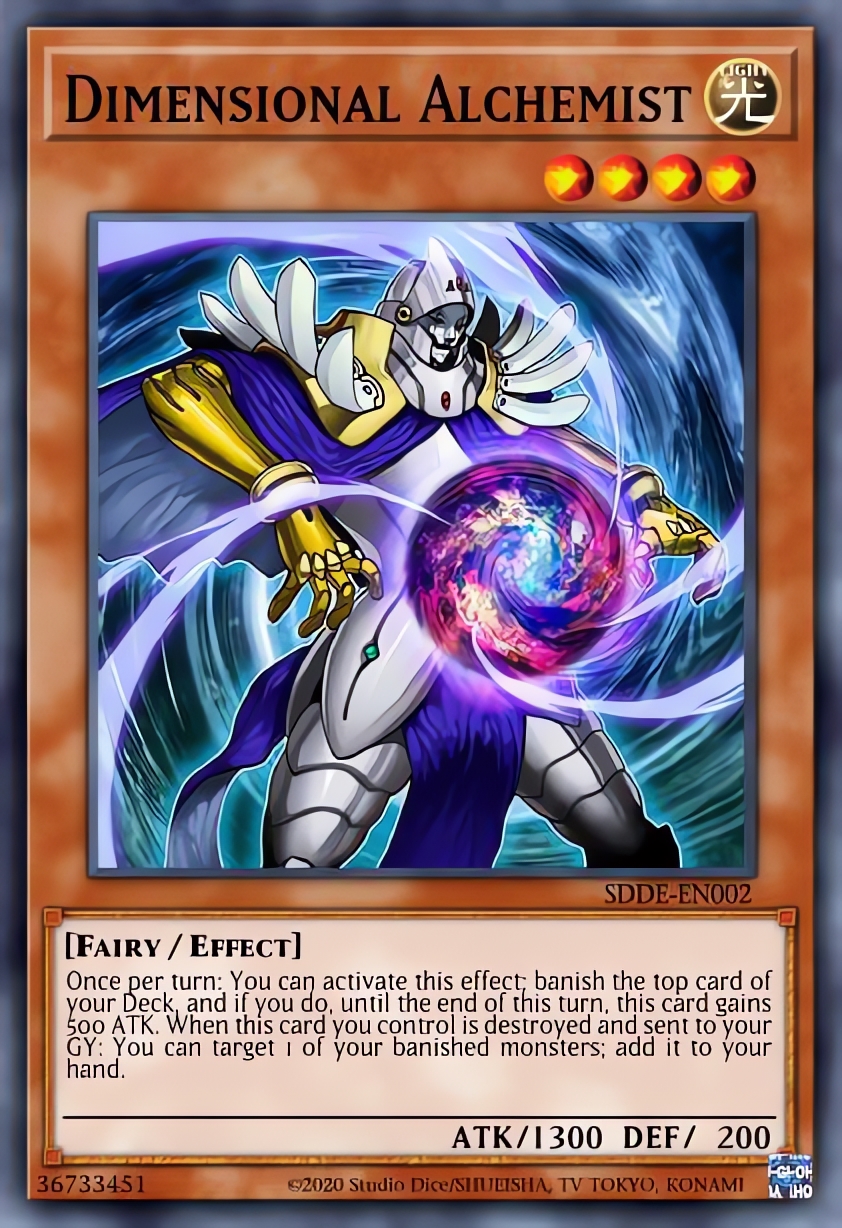 DIMENSIONAL ALCHEMIST
光
SDDE-EN002
[FAIRY / EFFECT]
Once per turn: You can activate this effect; banish the top card of
your Deck, and if you do, until the end of this turn, this card gains
500 ATK. When this card you control is destroyed and sent to your
GY: You can target 1 of your banished monsters; add it to your
hand.
ATK/1300 DEF/ 200
36733451
©2020 Studio Dice/SHUEISHA, TV TOKYO, KONAMI